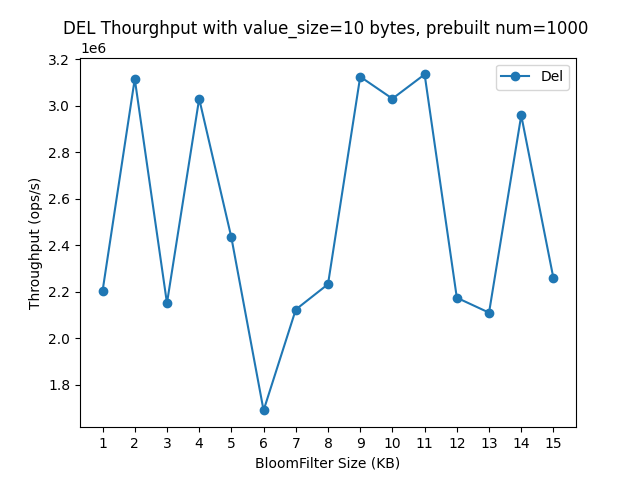 DEL Thourghput with value_size=10 bytes, prebuilt num=1000
1e6
3.2
3.0
2.8
2.6
2.4
2.2
2.0
1.8
Throughput (ops/s)
Del
1 2 3 4 5 6 7 8 9 10 11 12 13 14 15
BloomFilter Size (KB)